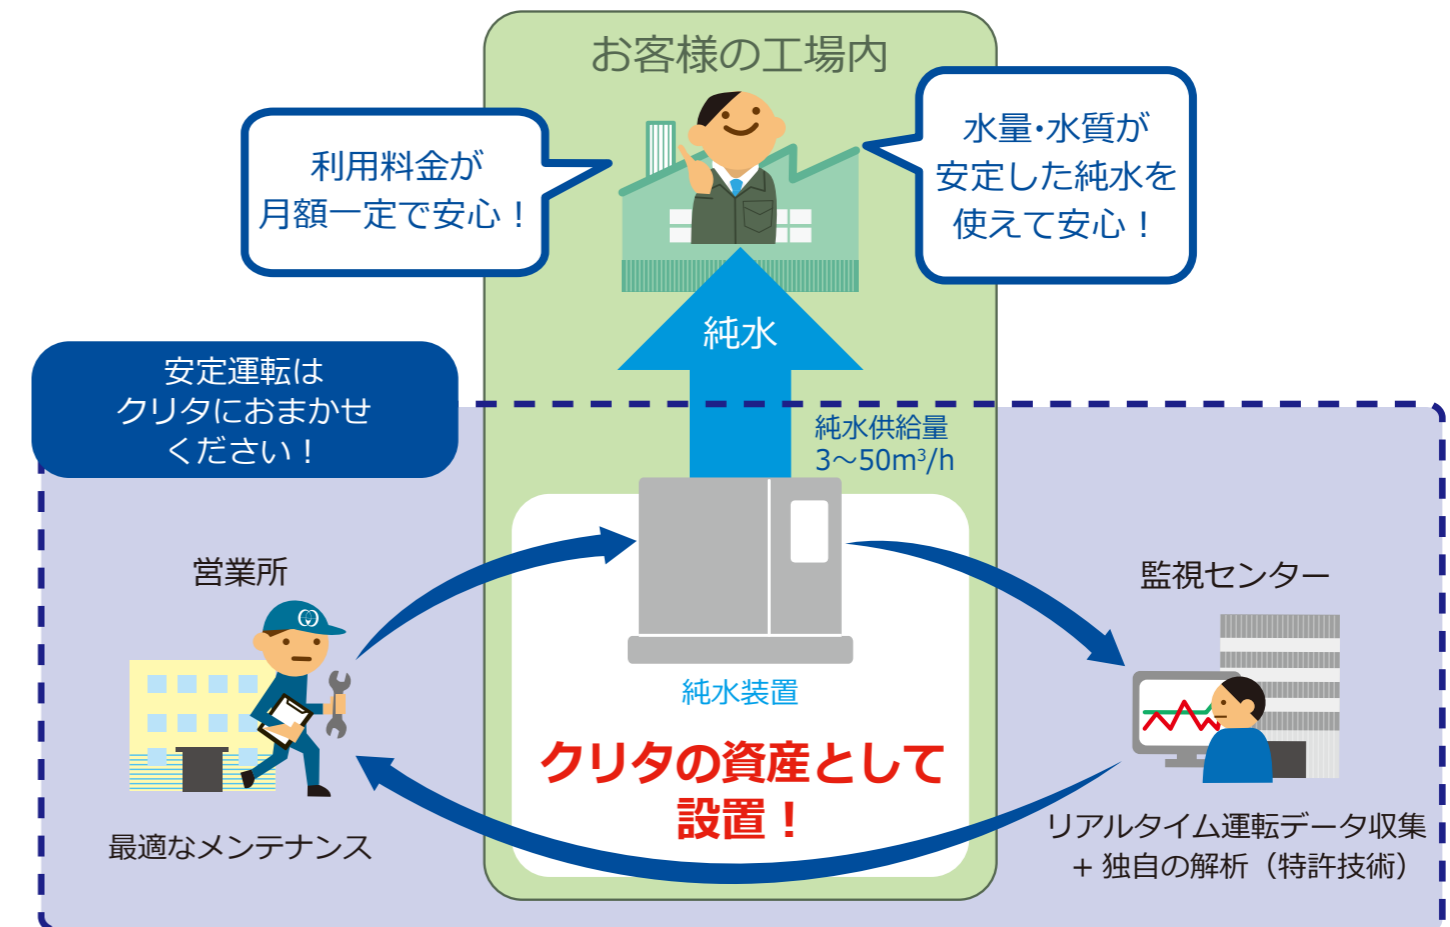 お客様の工場内
利用料金が
月額一定で安心！
水量・水質が
安定した純水を
使えて安心！
純水
安定運転は
クリタにおまかせ
ください！
純水供給量
3～50m³/h
営業所
監視センター
純水装置
クリタの資産として
設置！
最適なメンテナンス
リアルタイム運転データ収集
+ 独自の解析（特許技術）